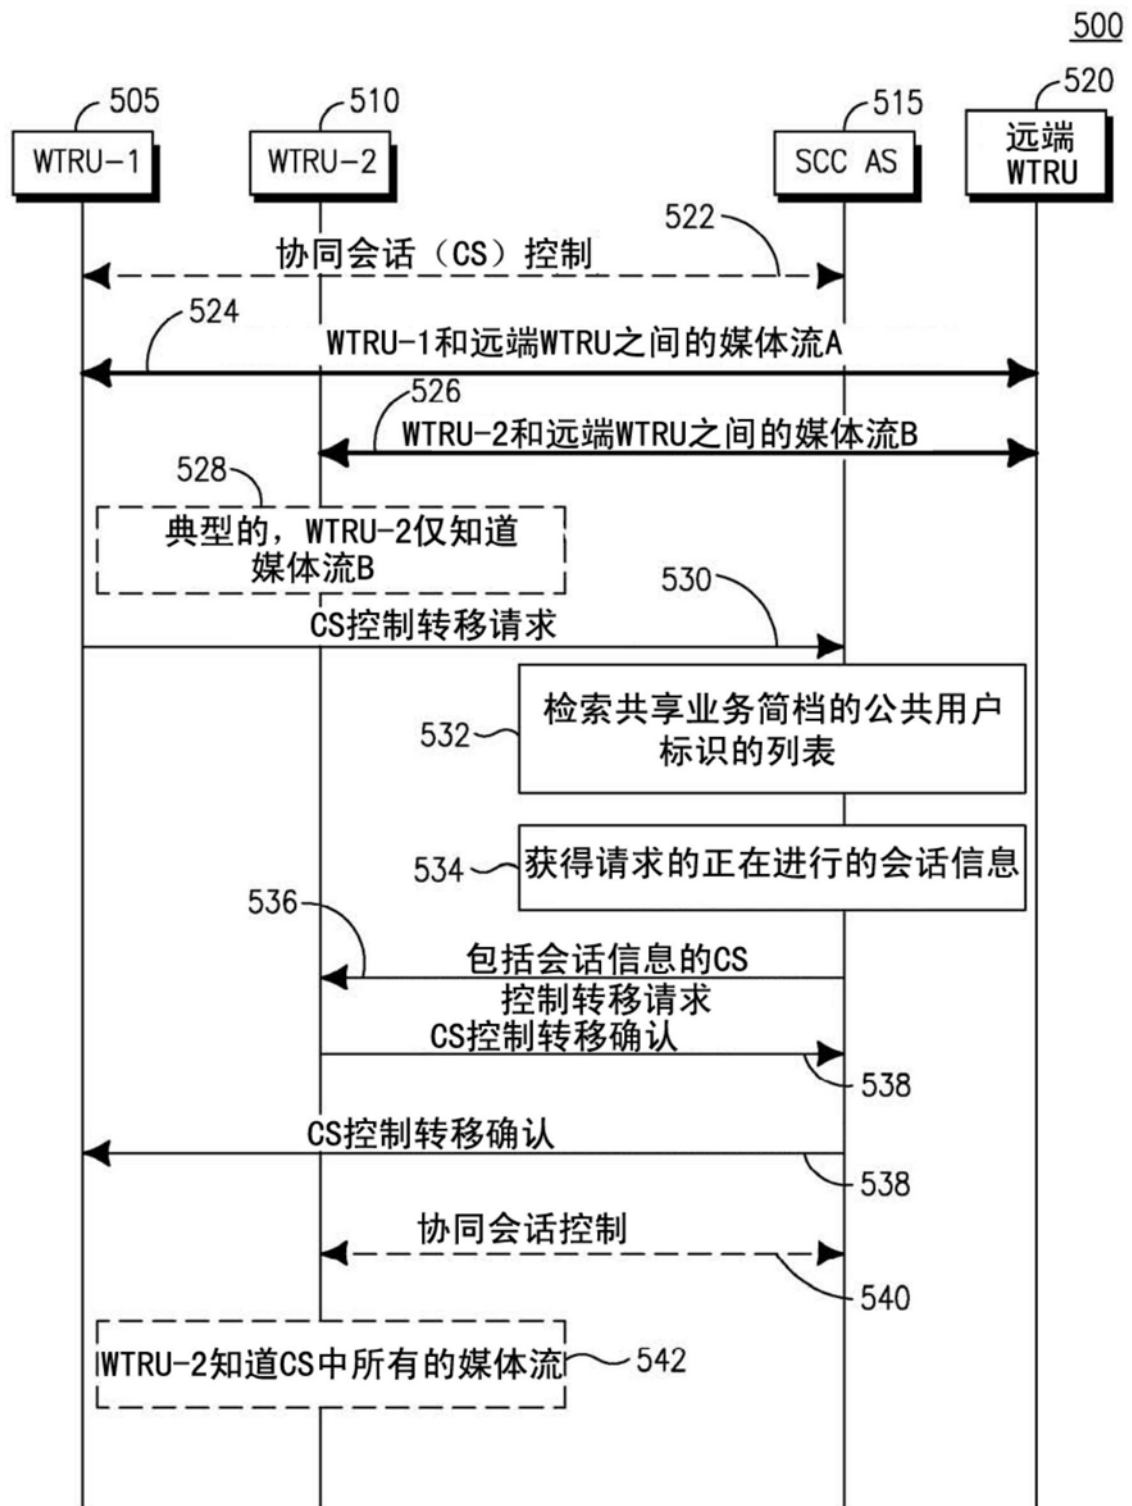 500
505
510
515
520
WTRU-1
WTRU-2
SCC AS
远端
WTRU
522
协同会话（CS）控制
524
WTRU-1和远端WTRU之间的媒体流A
526
WTRU-2和远端WTRU之间的媒体流B
528
典型的，WTRU-2仅知道
媒体流B
530
CS控制转移请求
532
检索共享业务简档的公共用户
标识的列表
534
获得请求的正在进行的会话信息
536
包括会话信息的CS
控制转移请求
CS控制转移确认
538
CS控制转移确认
538
协同会话控制
540
WTRU-2知道CS中所有的媒体流
542